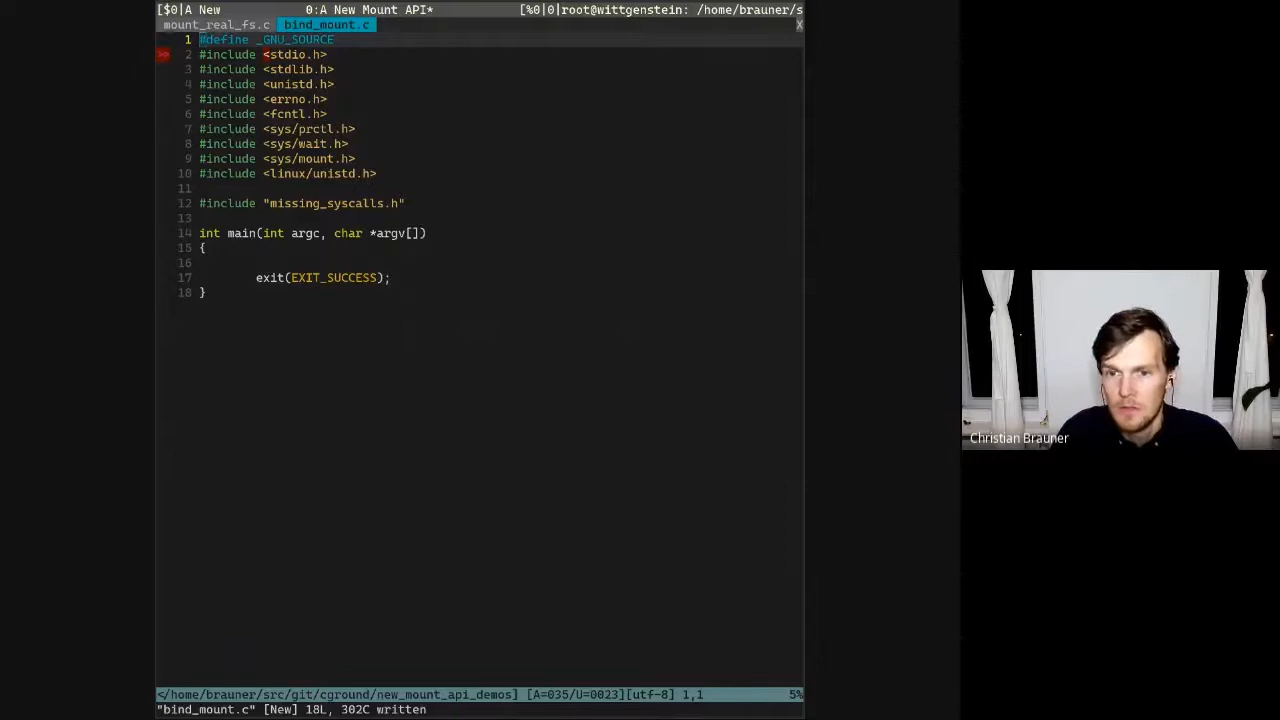 [$0|A New 0:A New Mount API* [%0|0|root@wittgenstein: /home/brauner/s
mount_real_fs.c bind_mount.c X
1 #define _GNU_SOURCE
>> 2 #include <stdio.h>
3 #include <stdlib.h>
4 #include <unistd.h>
5 #include <errno.h>
6 #include <fcntl.h>
7 #include <sys/prctl.h>
8 #include <sys/wait.h>
9 #include <sys/mount.h>
10 #include <linux/unistd.h>
11
12 #include "missing_syscalls.h"
13
14 int main(int argc, char *argv[])
15 {
16
17 exit(EXIT_SUCCESS);
18 }
Christian Brauner
</home/brauner/src/git/cground/new_mount_api_demos] [A=035/U=0023][utf-8] 1,1 5%
"bind_mount.c" [New] 18L, 302C written